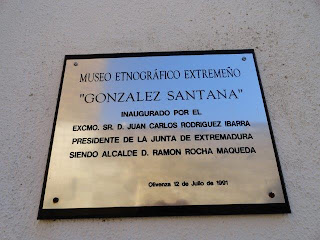 MUSEO ETNOGRÁFICO EXTREMEÑO
"GONZALEZ SANTANA"
INAUGURADO POR EL
EXCMO. SR. D. JUAN CARLOS RODRIGUEZ IBARRA
PRESIDENTE DE LA JUNTA DE EXTREMADURA
SIENDO ALCALDE D. RAMON ROCHA MAQUEDA
Olivenza 12 de Julio de 1991